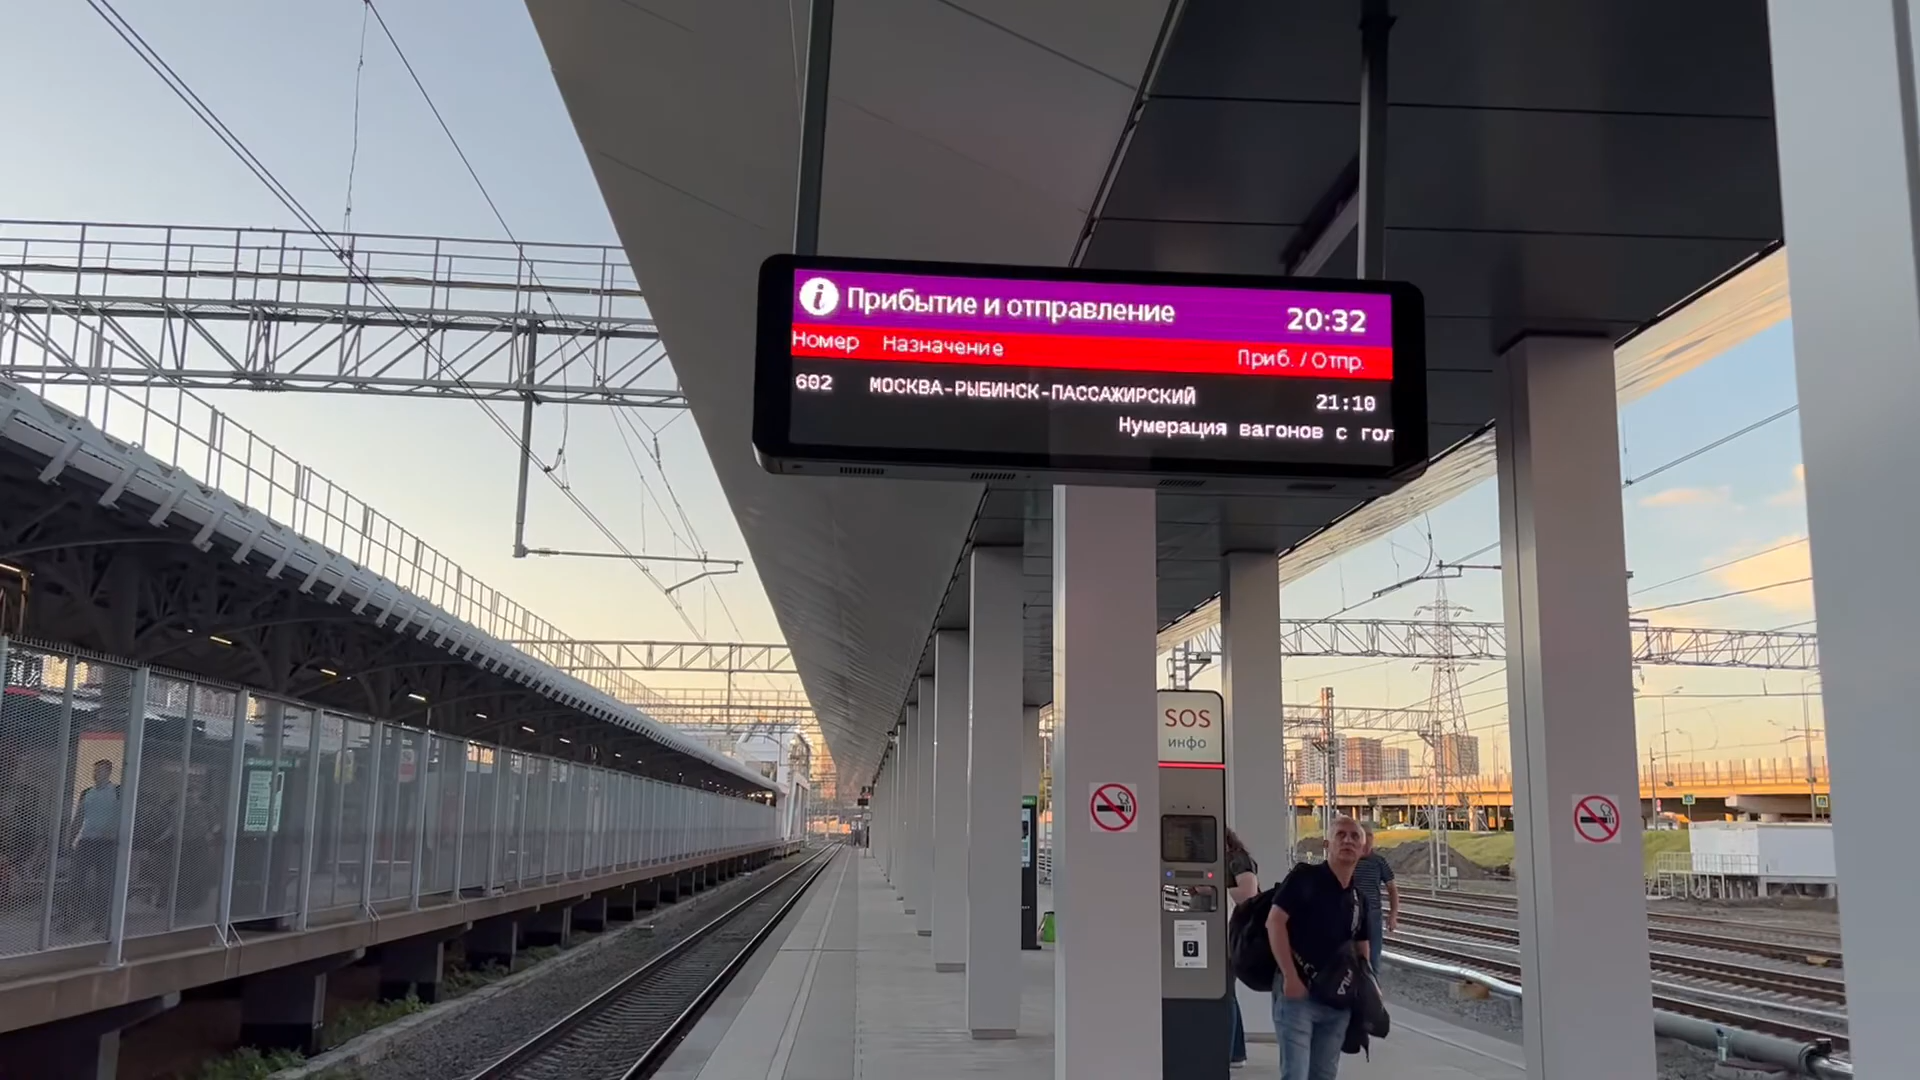 Прибытие и отправление 20:32
Номер Назначение Приб. / Отпр.
602 МОСКВА-РЫБИНСК-ПАССАЖИРСКИЙ 21:10
Нумерация вагонов с гол
SOS
инфо
FILA